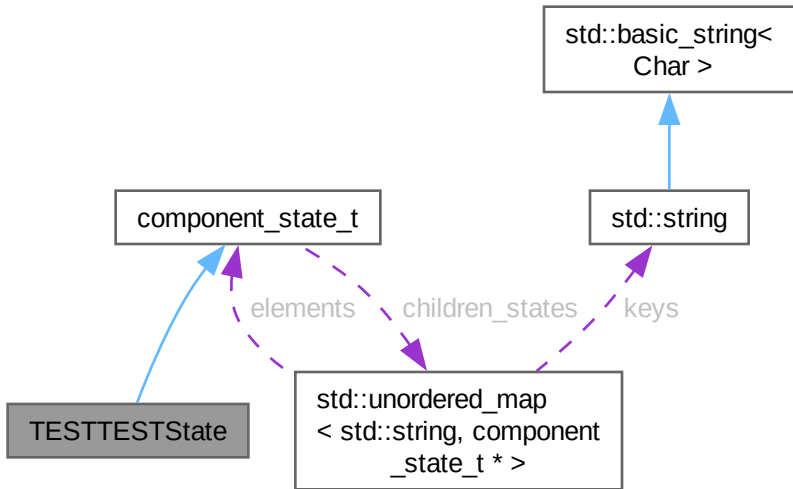 std::basic_string<
Char >
component_state_t
std::string
elements
children_states
keys
TESTTESTState
std::unordered_map
< std::string, component
_state_t * >